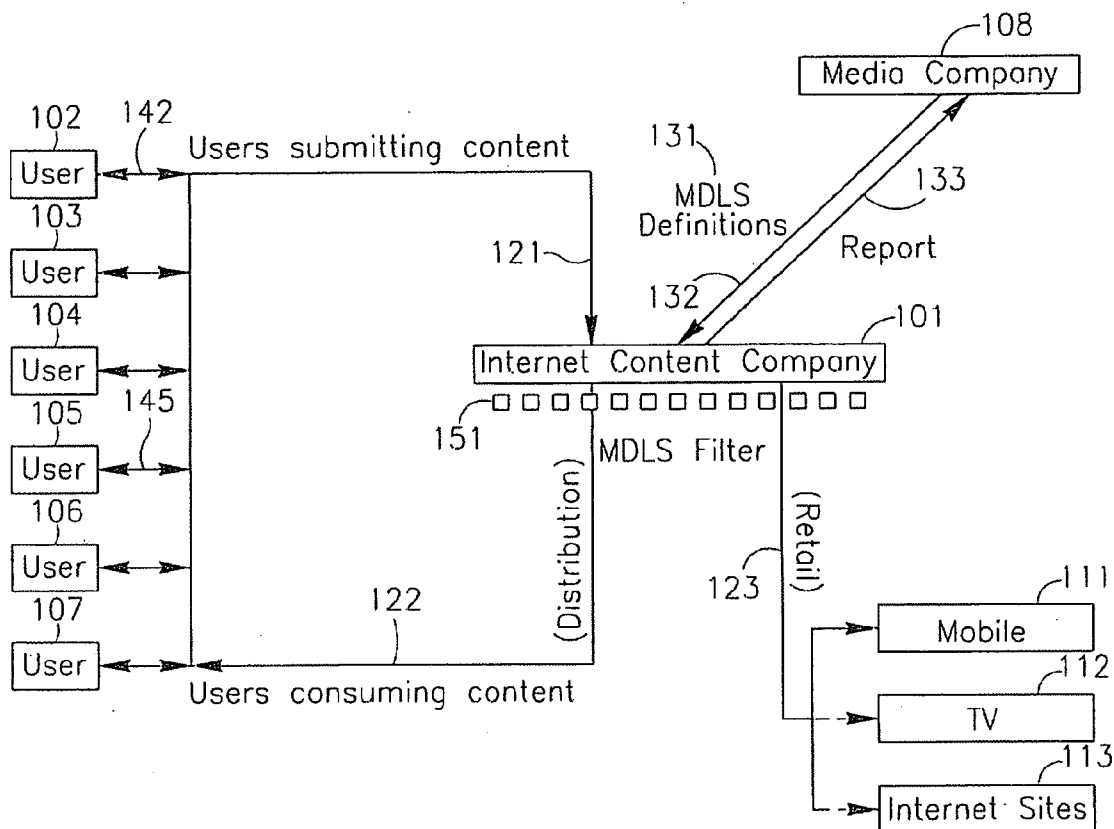 108
Media Company
102
142
User
Users submitting content
131
MDLS
Definitions
133
Report
103
User
121
132
104
User
101
Internet Content Company
145
105
User
151
MDLS Filter
106
User
(Distribution)
(Retail)
123
107
User
122
Users consuming content
111
Mobile
112
TV
113
Internet Sites